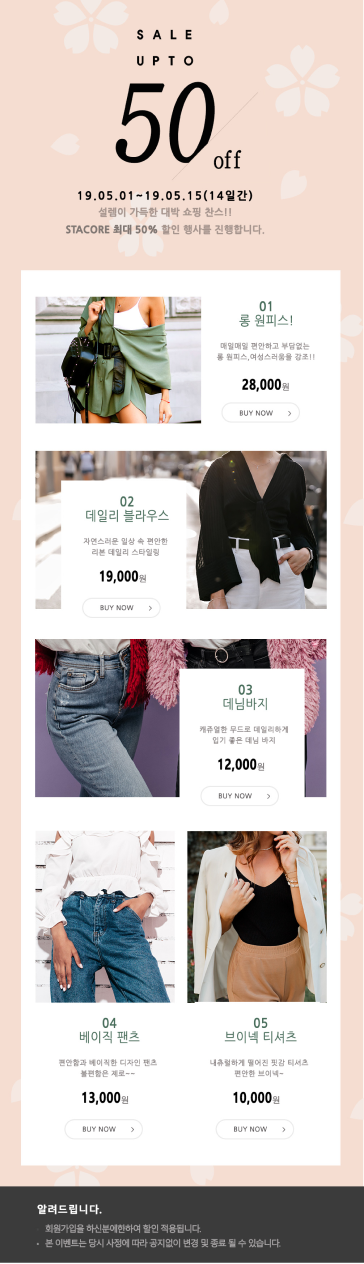 SALE
UPTO
50
off
19.05.01~19.05.15(14일간)
설렘이 가득한 대박 쇼핑 찬스!!
STACORE 최대 50% 할인 행사를 진행합니다.
01
롱 원피스!
매일매일 편안하고 부담없는
롱 원피스,여성스러움을 강조!!
28,000원
BUY NOW >
02
데일리 블라우스
자연스러운 일상 속 편안한
리본 데일리 스타일링
19,000원
BUY NOW >
03
데님바지
캐쥬얼한 무드로 데일리하게
입기 좋은 데님 바지
12,000원
BUY NOW >
04
베이직 팬츠
편안함과 베이직한 디자인 팬츠
불편함은 제로~~
13,000원
BUY NOW >
05
브이넥 티셔츠
내츄럴하게 떨어진 핏감 티셔츠
편안한 브이넥~
10,000원
BUY NOW >
알려드립니다.
· 회원가입을 하신분에한하여 할인 적용됩니다.
· 본 이벤트는 당시 사정에 따라 공지없이 변경 및 종료 될 수 있습니다.